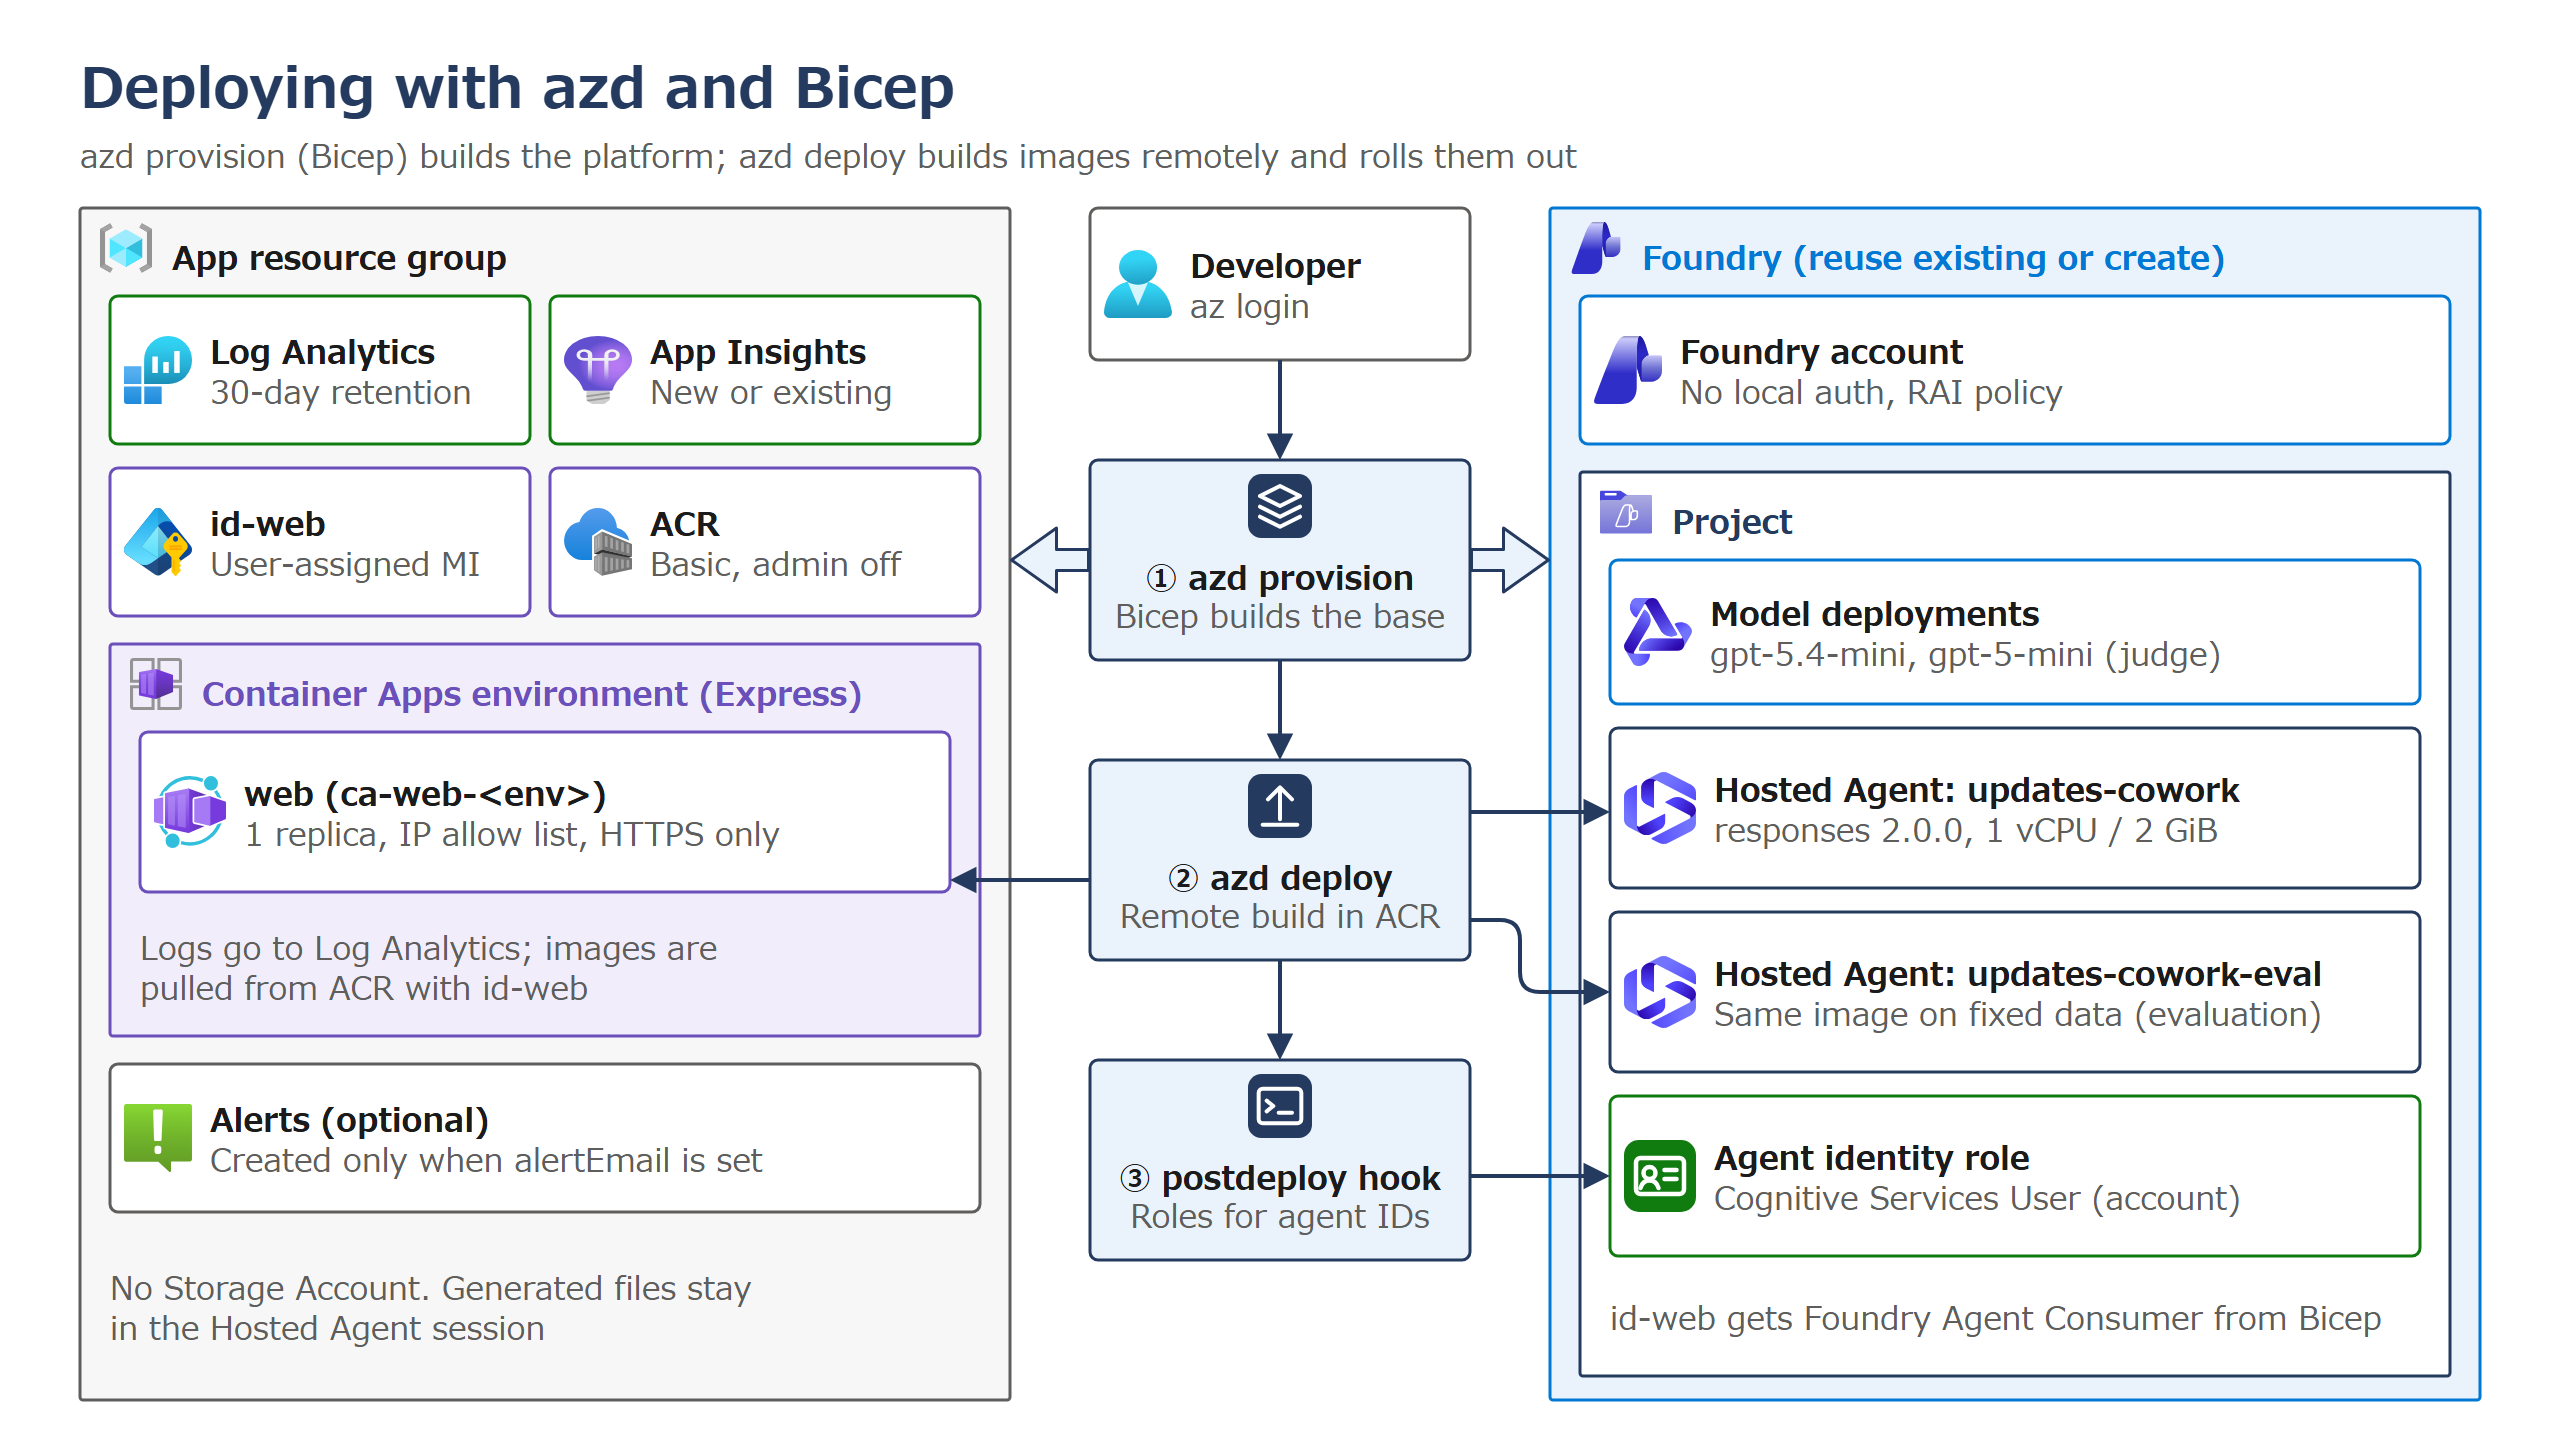 Deploying with azd and Bicep
azd provision (Bicep) builds the platform; azd deploy builds images remotely and rolls them out
App resource group
Log Analytics
30-day retention
App Insights
New or existing
id-web
User-assigned MI
ACR
Basic, admin off
Container Apps environment (Express)
web (ca-web-<env>)
1 replica, IP allow list, HTTPS only
Logs go to Log Analytics; images are
pulled from ACR with id-web
Alerts (optional)
Created only when alertEmail is set
No Storage Account. Generated files stay
in the Hosted Agent session
Developer
az login
① azd provision
Bicep builds the base
② azd deploy
Remote build in ACR
③ postdeploy hook
Roles for agent IDs
Foundry (reuse existing or create)
Foundry account
No local auth, RAI policy
Project
Model deployments
gpt-5.4-mini, gpt-5-mini (judge)
Hosted Agent: updates-cowork
responses 2.0.0, 1 vCPU / 2 GiB
Hosted Agent: updates-cowork-eval
Same image on fixed data (evaluation)
Agent identity role
Cognitive Services User (account)
id-web gets Foundry Agent Consumer from Bicep